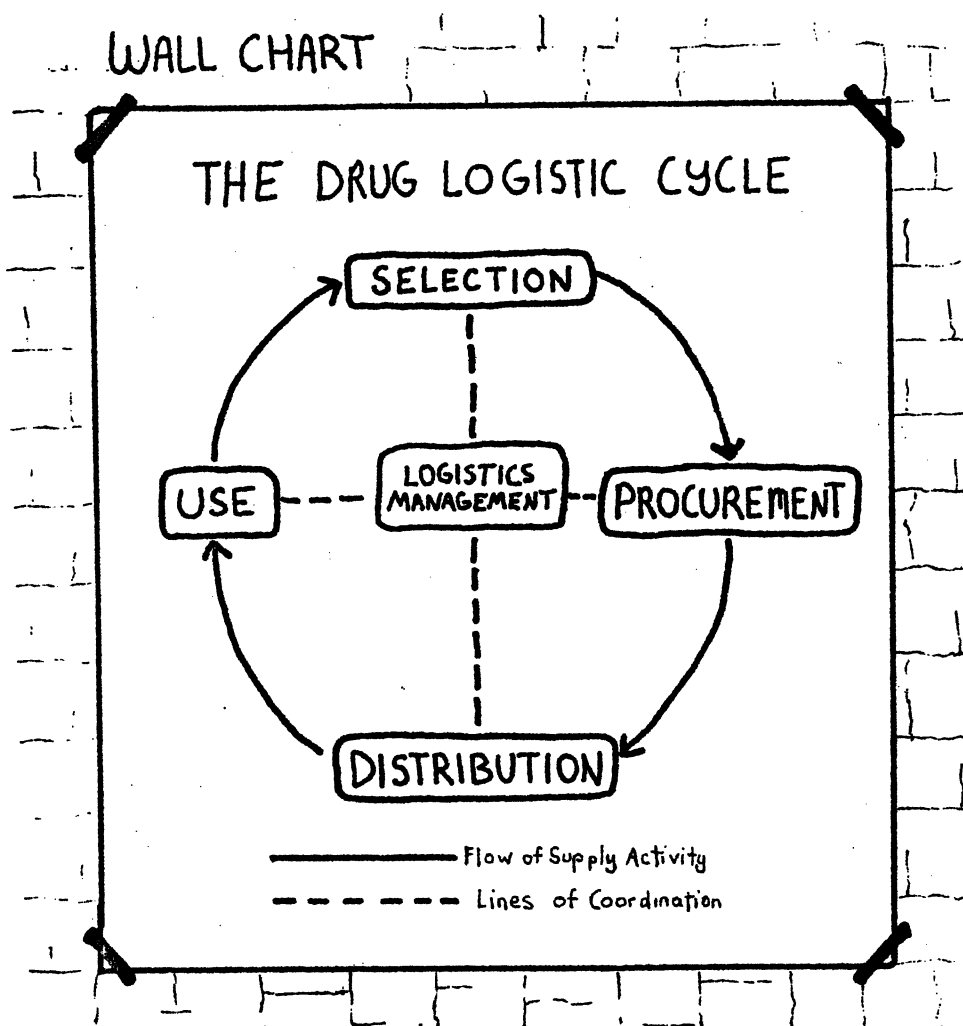 WALL CHART
THE DRUG LOGISTIC CYCLE
SELECTION
USE
LOGISTICS
MANAGEMENT
PROCUREMENT
DISTRIBUTION
Flow of Supply Activity
Lines of Coordination